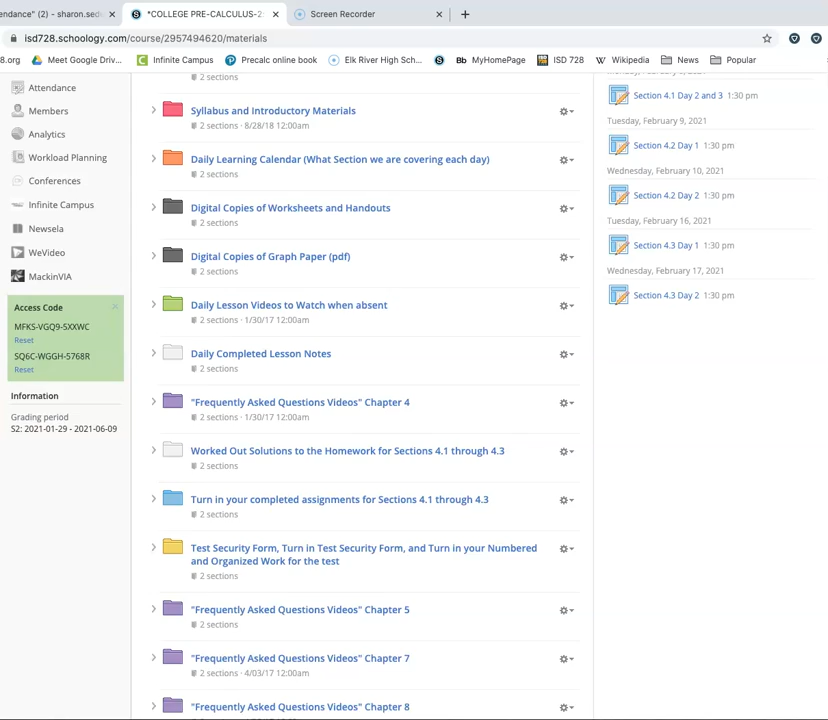 endance" (2) - sharon.sed
*COLLEGE PRE-CALCULUS-2
Screen Recorder
isd728.schoology.com/course/2957494620/materials
8.org
Meet Google Driv...
Infinite Campus
Precalc online book
Elk River High Sch...
MyHomePage
ISD 728
Wikipedia
News
Popular
Attendance
Members
Analytics
Workload Planning
Conferences
Infinite Campus
Newsela
WeVideo
MackinVIA
Access Code
MFKS-VGQ9-5XXWC
Reset
SQ6C-WGGH-5768R
Reset
Information
Grading period
S2: 2021-01-29 - 2021-06-09
2 sections
Syllabus and Introductory Materials
2 sections · 8/28/18 12:00am
Daily Learning Calendar (What Section we are covering each day)
2 sections
Digital Copies of Worksheets and Handouts
2 sections
Digital Copies of Graph Paper (pdf)
2 sections
Daily Lesson Videos to Watch when absent
2 sections · 1/30/17 12:00am
Daily Completed Lesson Notes
2 sections
"Frequently Asked Questions Videos" Chapter 4
2 sections · 1/30/17 12:00am
Worked Out Solutions to the Homework for Sections 4.1 through 4.3
2 sections
Turn in your completed assignments for Sections 4.1 through 4.3
2 sections
Test Security Form, Turn in Test Security Form, and Turn in your Numbered
and Organized Work for the test
2 sections
"Frequently Asked Questions Videos" Chapter 5
2 sections
"Frequently Asked Questions Videos" Chapter 7
2 sections · 4/03/17 12:00am
"Frequently Asked Questions Videos" Chapter 8
Section 4.1 Day 2 and 3 1:30 pm
Tuesday, February 9, 2021
Section 4.2 Day 1 1:30 pm
Wednesday, February 10, 2021
Section 4.2 Day 2 1:30 pm
Tuesday, February 16, 2021
Section 4.3 Day 1 1:30 pm
Wednesday, February 17, 2021
Section 4.3 Day 2 1:30 pm